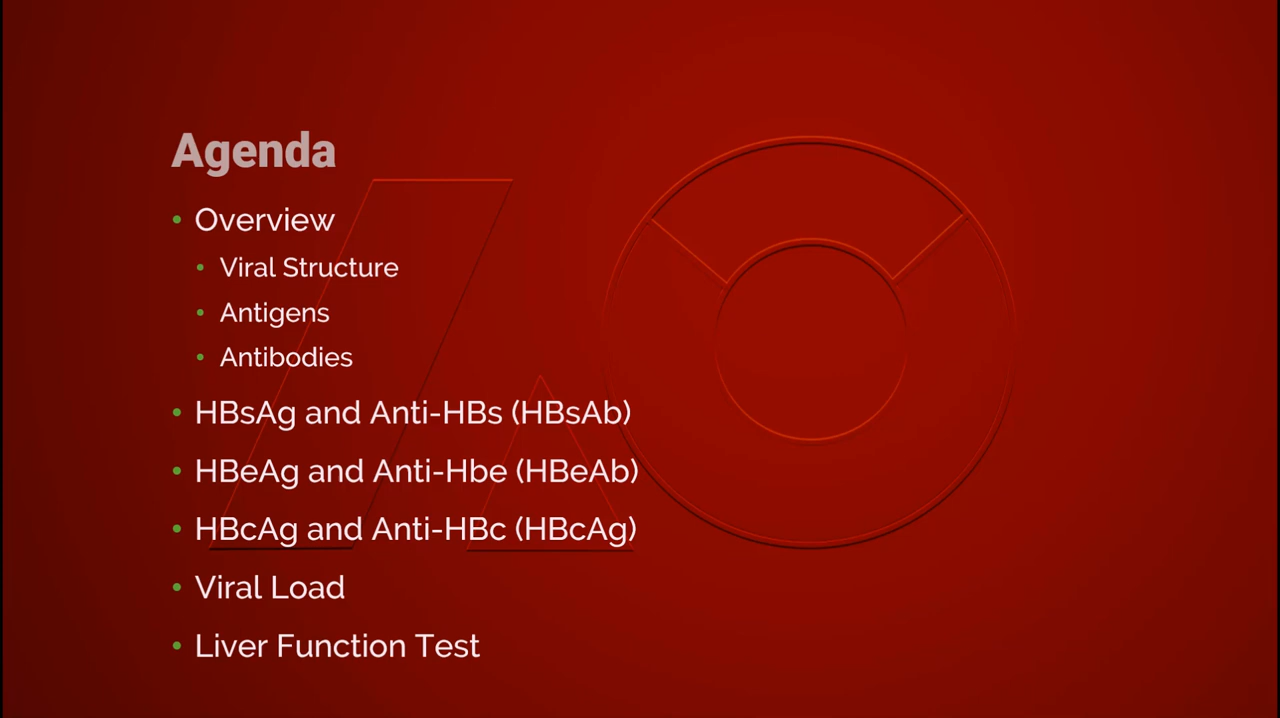 Agenda
• Overview
• Viral Structure
• Antigens
• Antibodies
• HBsAg and Anti-HBs (HBsAb)
• HBeAg and Anti-Hbe (HBeAb)
• HBcAg and Anti-HBc (HBcAg)
• Viral Load
• Liver Function Test